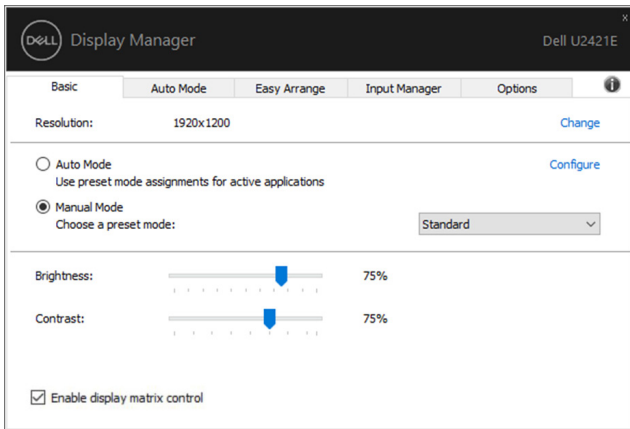 DELL Display Manager
Dell U2421E
x
Basic Auto Mode Easy Arrange Input Manager Options i
Resolution: 1920x1200 Change
Auto Mode Configure
Use preset mode assignments for active applications
Manual Mode
Choose a preset mode: Standard
Brightness: 75%
Contrast: 75%
Enable display matrix control